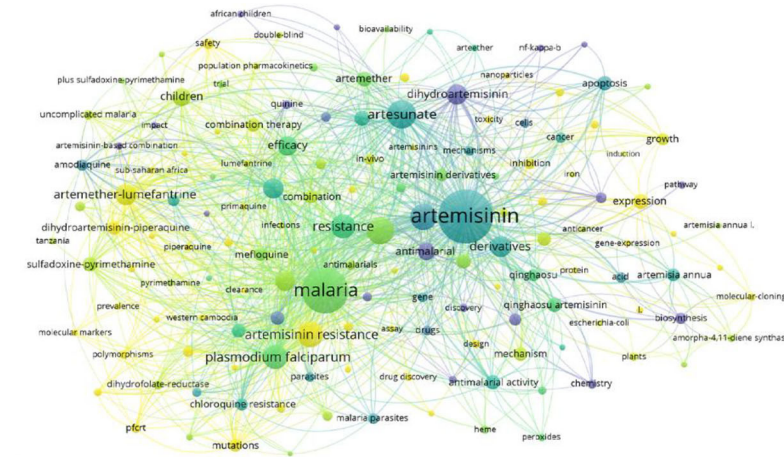 african children
bioavailability
double-blind
safety
arteether
nf-kappa-b
population pharmacokinetics
nanoparticles
plus sulfadoxine-pyrimethamine
trial
artemether
apoptosis
children
dihydroartemisinin
quinine
uncomplicated malaria
artesunate
toxicity
cells
impact
combination therapy
cancer
growth
artemisinin-based combination
efficacy
artemisinins
mechanisms
induction
amodiaquine
sub-saharan africa
lumefantrine
in-vivo
inhibition
iron
artemisinin derivatives
pathway
artemether-lumefantrine
combination
expression
primaquine
artemisinin
dihydroartemisinin-piperaquine
infections
resistance
anticancer
artemisia annua l
tanzania
piperaquine
mefloquine
antimalarial
derivatives
gene-expression
sulfadoxine-pyrimethamine
antimalarials
qinghaosu
protein
acid
artemisia annua
pyrimethamine
clearance
malaria
gene
molecular-cloning
prevalence
western cambodia
discovery
qinghaosu artemisinin
L
biosynthesis
molecular markers
artemisinin resistance
assay
drugs
escherichia-coli
amorpha-4,11-diene synthas
polymorphisms
plasmodium falciparum
design
mechanism
plants
dihydrofolate-reductase
parasites
drug discovery
antimalarial activity
chemistry
chloroquine resistance
malaria parasites
pfcrt
heme
peroxides
mutations